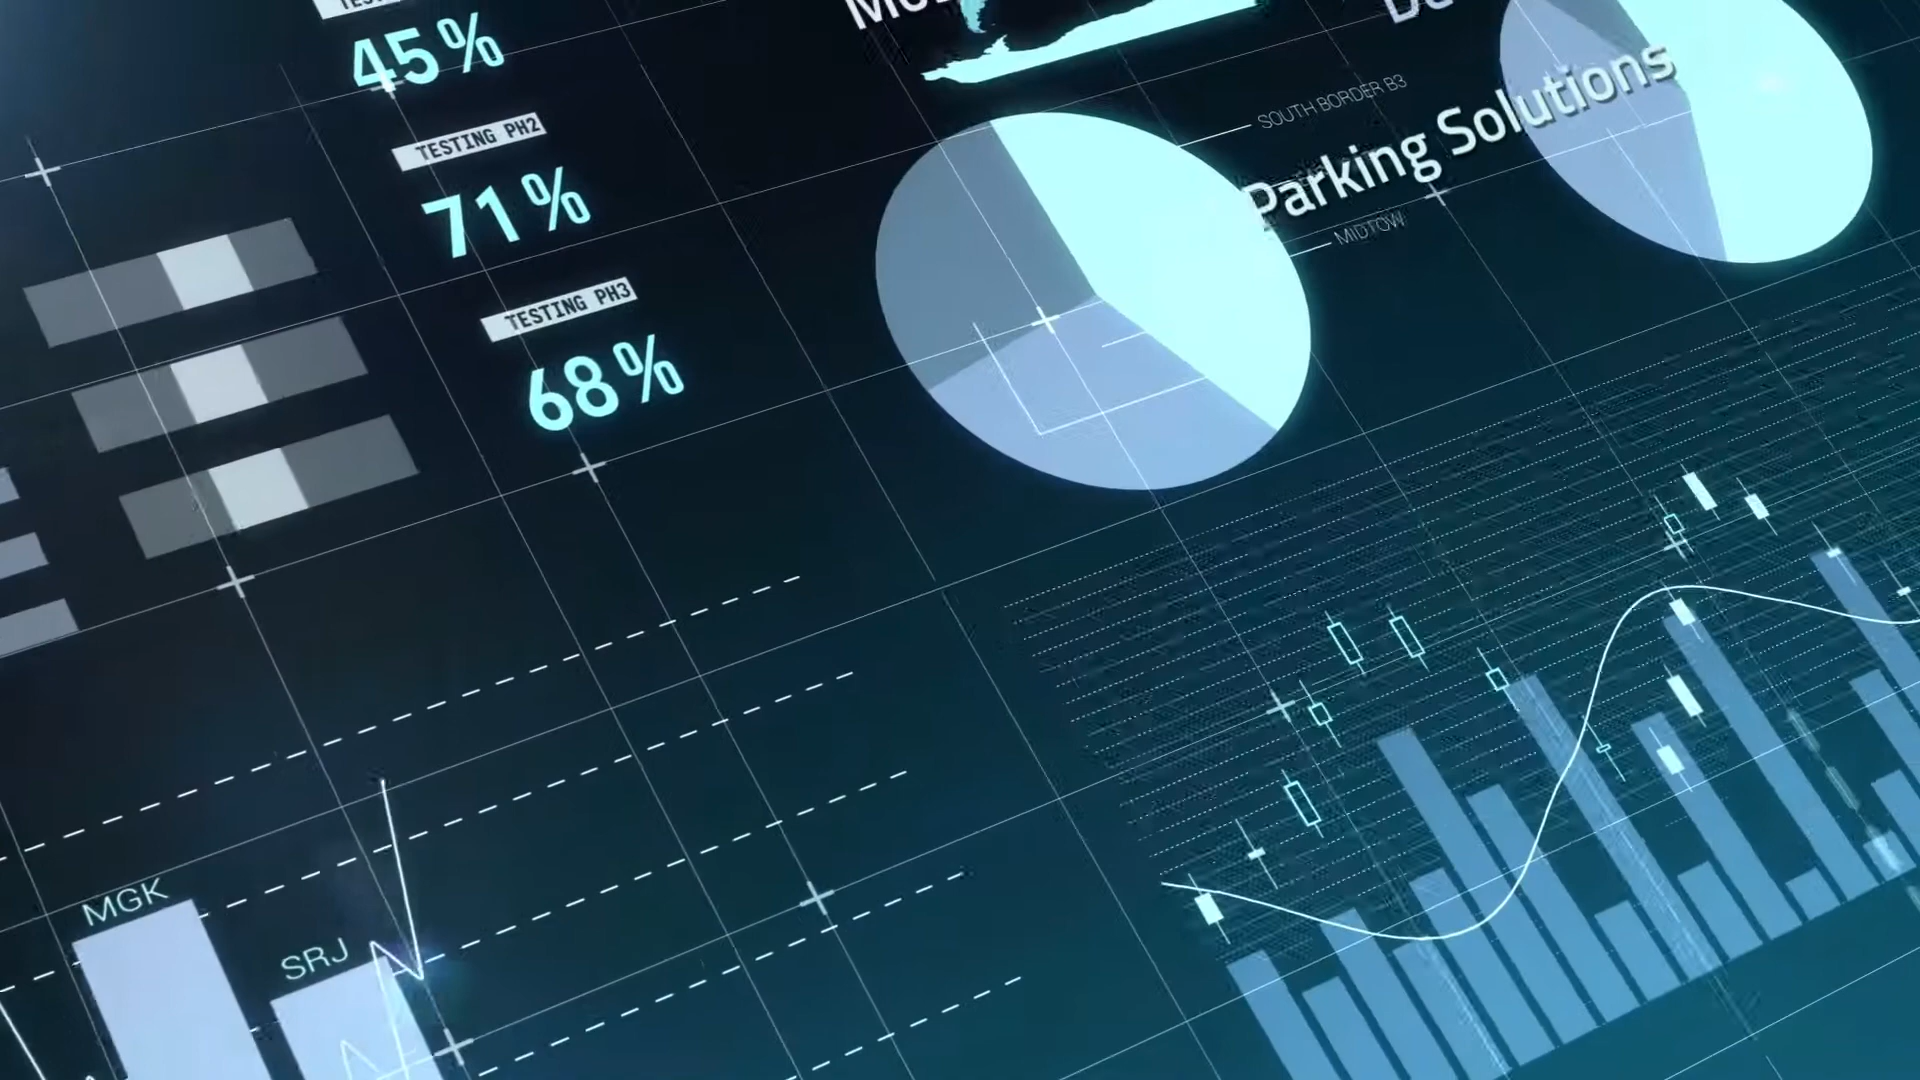 45%
TESTING PH2
71%
TESTING PH3
68%
SOUTH BORDER B3
Parking Solutions
MIDTOW
MGK
SRJ